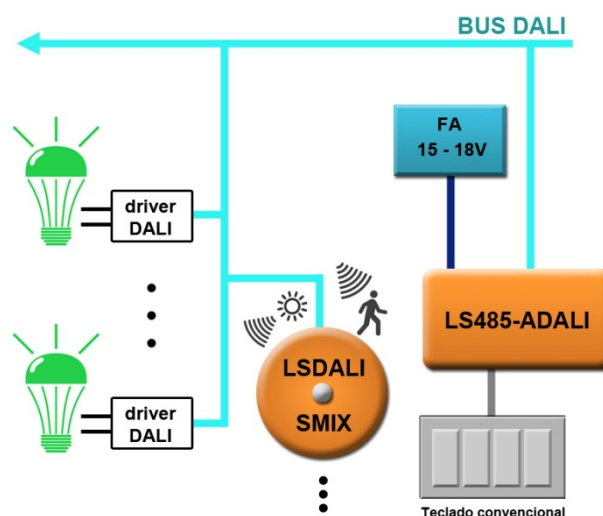 BUS DALI
FA
15 - 18V
driver
DALI
LS485-ADALI
LSDALI
SMIX
driver
DALI
Teclado convencional